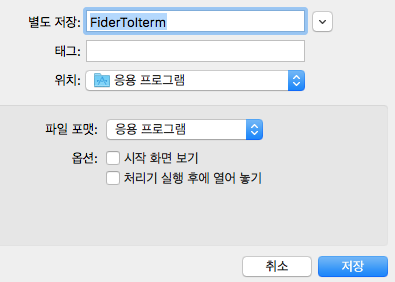 별도 저장: FiderToIterm
태그:
위치: 응용 프로그램
파일 포맷: 응용 프로그램
옵션: 시작 화면 보기
처리기 실행 후에 열어 놓기
취소 저장